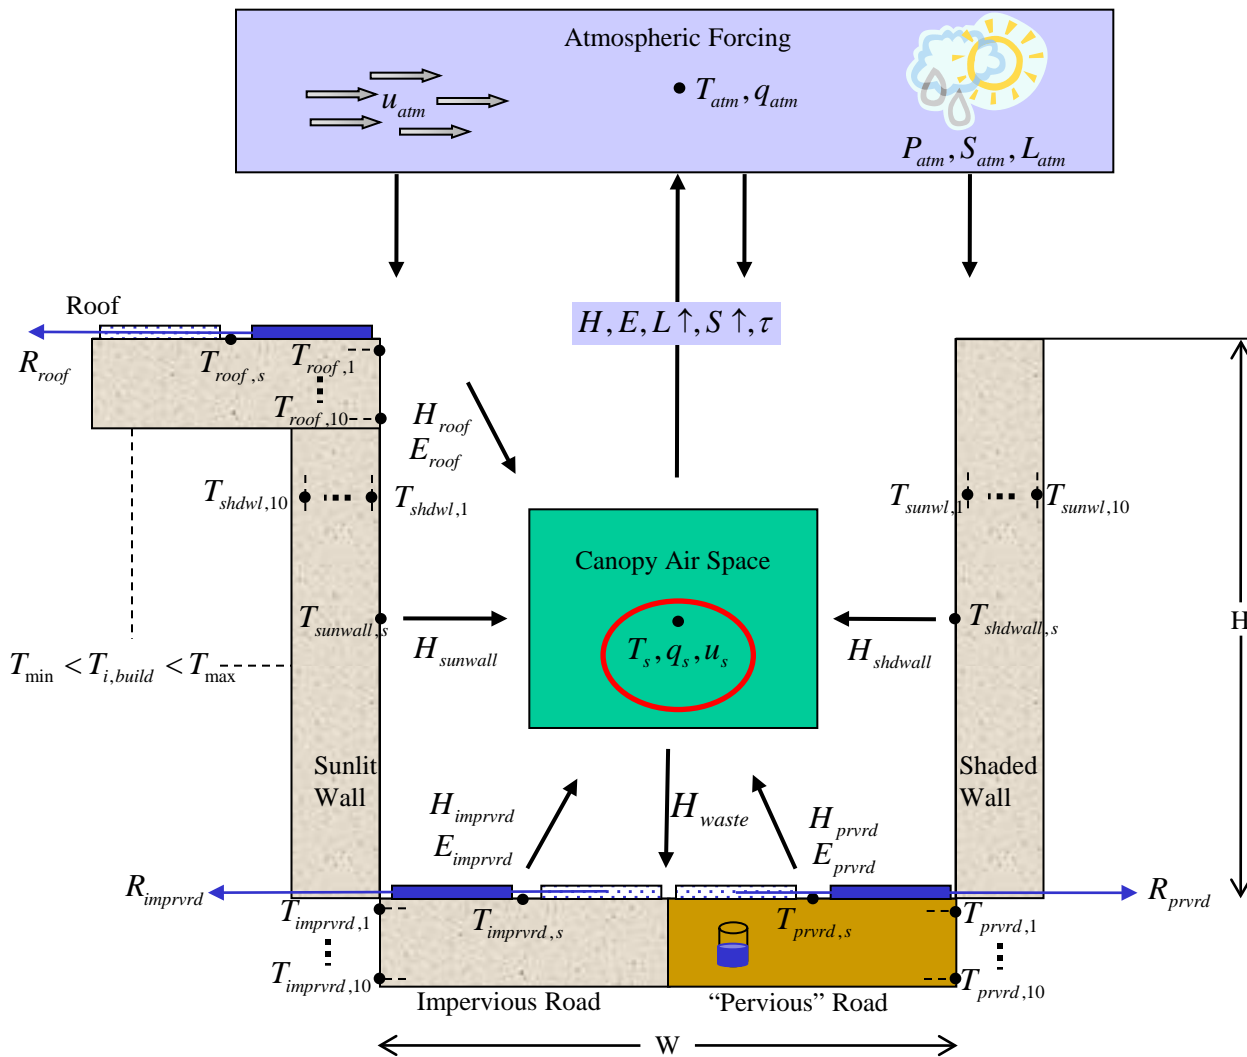 Atmospheric Forcing
u_atm
T_atm, q_atm
P_atm, S_atm, L_atm
Roof
H, E, L ↑, S ↑, τ
R_roof
T_roof,s
T_roof,1
T_roof,10
H_roof
E_roof
T_shdwl,10
T_shdwl,1
T_sunwl,1
T_sunwl,10
Canopy Air Space
T_s, q_s, u_s
T_sunwall,s
H_sunwall
H_shdwall
T_shdwall,s
H
T_min < T_i,build < T_max
Sunlit
Wall
Shaded
Wall
H_imprvrd
E_imprvrd
H_waste
H_prvrd
E_prvrd
R_imprvrd
R_prvrd
T_imprvrd,1
T_imprvrd,s
T_prvrd,s
T_prvrd,1
T_imprvrd,10
T_prvrd,10
Impervious Road
“Pervious” Road
W